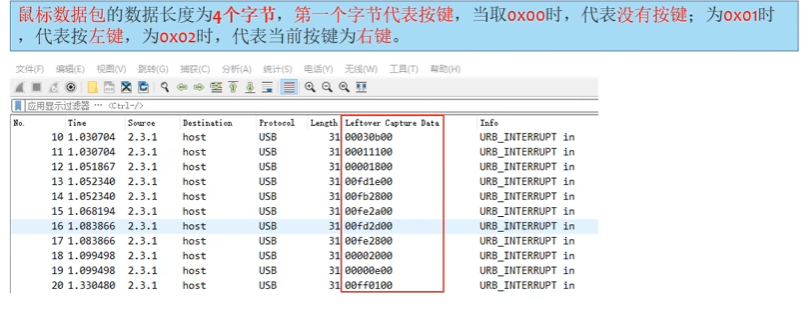 鼠标数据包的数据长度为4个字节，第一个字节代表按键，当取0x00时，代表没有按键；为0x01时
，代表按左键，为0x02时，代表当前按键为右键。
文件(F) 编辑(E) 视图(V) 跳转(G) 捕获(C) 分析(A) 统计(S) 电话(Y) 无线(W) 工具(T) 帮助(H)
应用显示过滤器 … <Ctrl-/>
No. Time Source Destination Protocol Length Leftover Capture Data Info
10 1.030704 2.3.1 host USB 31 00030b00 URB_INTERRUPT in
11 1.030704 2.3.1 host USB 31 00011100 URB_INTERRUPT in
12 1.051867 2.3.1 host USB 31 00001800 URB_INTERRUPT in
13 1.052340 2.3.1 host USB 31 00fd1e00 URB_INTERRUPT in
14 1.052340 2.3.1 host USB 31 00fb2800 URB_INTERRUPT in
15 1.068194 2.3.1 host USB 31 00fe2a00 URB_INTERRUPT in
16 1.083866 2.3.1 host USB 31 00fd2d00 URB_INTERRUPT in
17 1.083866 2.3.1 host USB 31 00fe2800 URB_INTERRUPT in
18 1.099498 2.3.1 host USB 31 00002000 URB_INTERRUPT in
19 1.099498 2.3.1 host USB 31 00000e00 URB_INTERRUPT in
20 1.330480 2.3.1 host USB 31 00ff0100 URB_INTERRUPT in